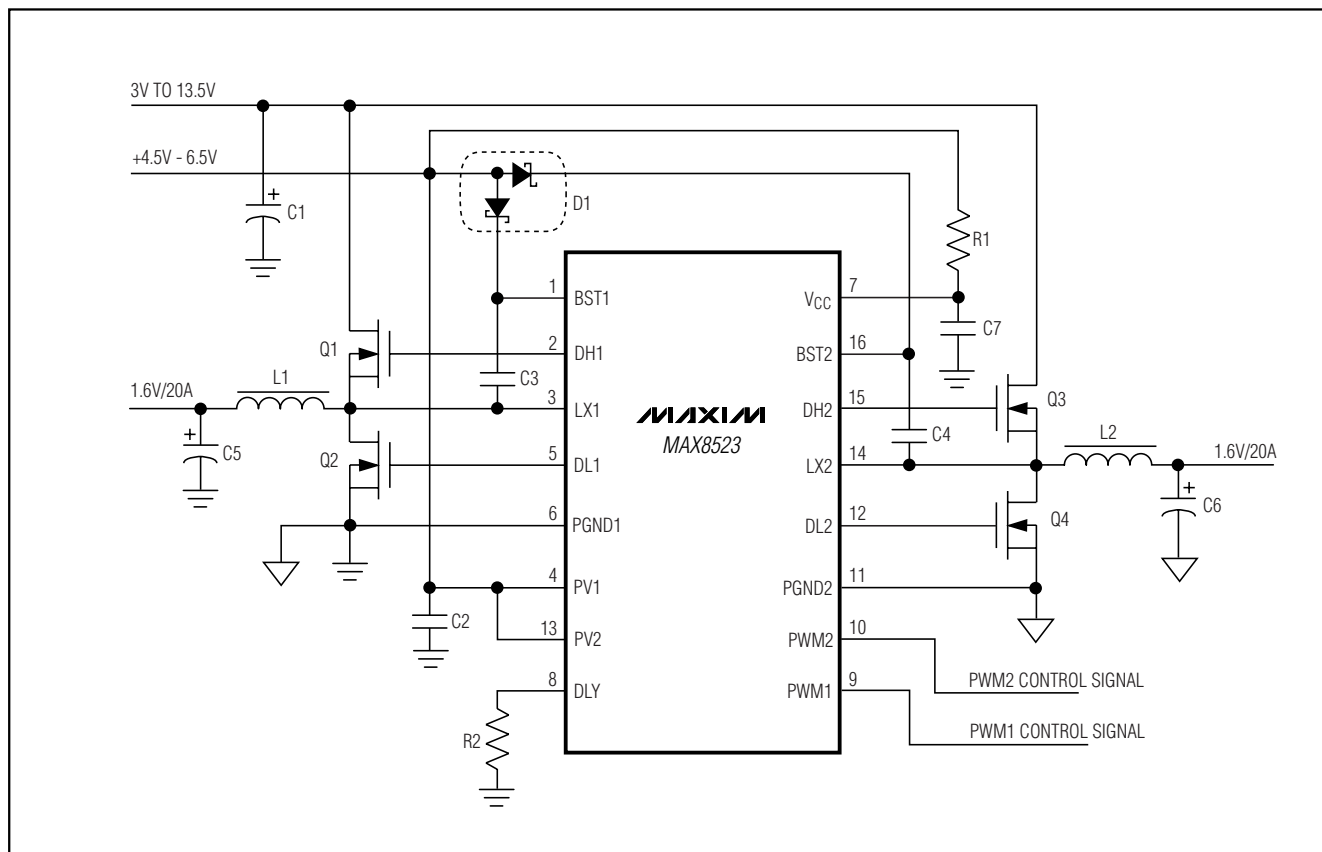 3V TO 13.5V
+4.5V - 6.5V
+
C1
D1
R1
1 BST1
VCC 7
C7
Q1
2 DH1
BST2 16
C3
Q3
1.6V/20A
L1
3 LX1
MAXIM
MAX8523
DH2 15
C4
L2
+
C5
Q2
5 DL1
LX2 14
1.6V/20A
+
C6
6 PGND1
DL2 12
Q4
4 PV1
PGND2 11
C2
13 PV2
PWM2 10
PWM2 CONTROL SIGNAL
8 DLY
PWM1 9
R2
PWM1 CONTROL SIGNAL